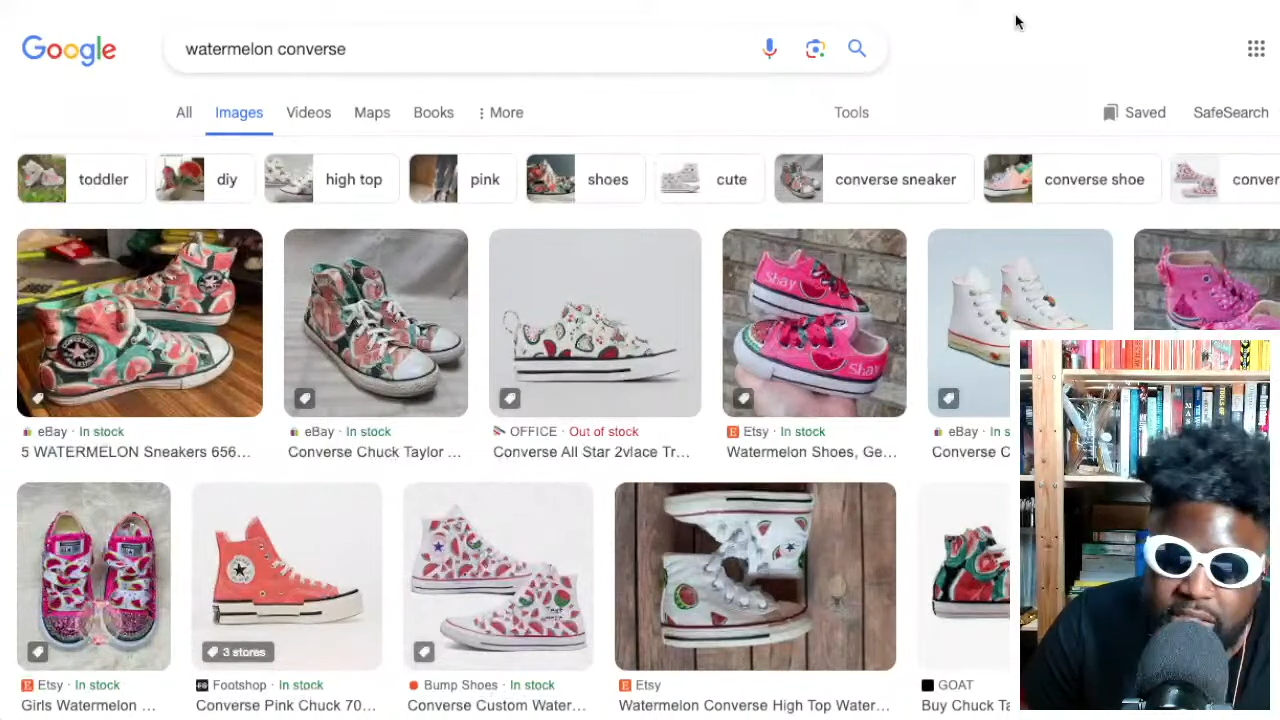 Google
watermelon converse
All Images Videos Maps Books More Tools Saved SafeSearch
toddler diy high top pink shoes cute converse sneaker converse shoe conver
Shay
Shay
eBay · In stock
5 WATERMELON Sneakers 656...
eBay · In stock
Converse Chuck Taylor ...
OFFICE · Out of stock
Converse All Star 2vlace Tr...
Etsy · In stock
Watermelon Shoes, Ge...
eBay · In s
Converse C
3 stores
Etsy · In stock
Girls Watermelon ...
Footshop · In stock
Converse Pink Chuck 70...
Bump Shoes · In stock
Converse Custom Water...
Etsy
Watermelon Converse High Top Water...
GOAT
Buy Chuck Ta